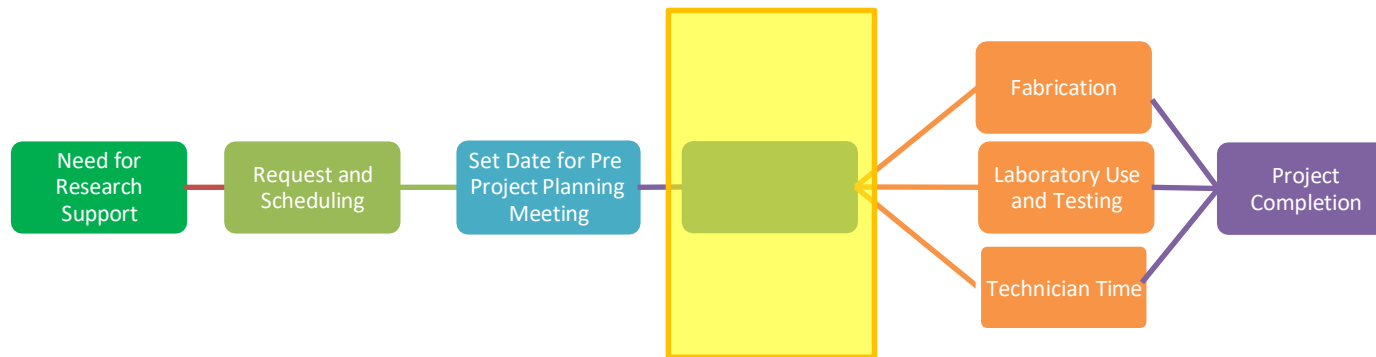 Need for
Research
Support
Request and
Scheduling
Set Date for Pre
Project Planning
Meeting
Fabrication
Laboratory Use
and Testing
Technician Time
Project
Completion